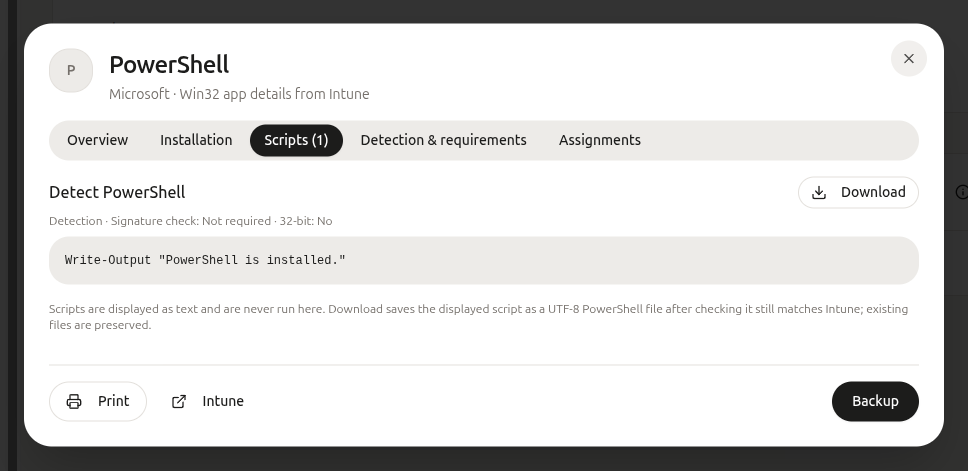 P
PowerShell
Microsoft · Win32 app details from Intune
Overview
Installation
Scripts (1)
Detection & requirements
Assignments
Detect PowerShell
Download
Detection · Signature check: Not required · 32-bit: No
Write-Output "PowerShell is installed."
Scripts are displayed as text and are never run here. Download saves the displayed script as a UTF-8 PowerShell file after checking it still matches Intune; existing
files are preserved.
Print
Intune
Backup